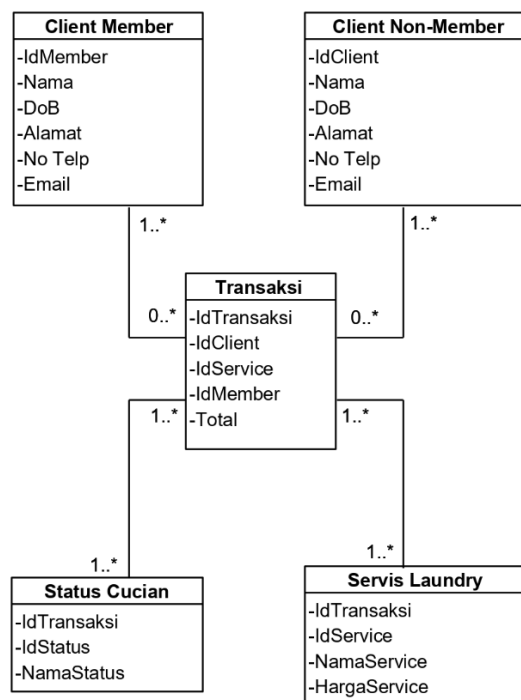 Client Member
-IdMember
-Nama
-DoB
-Alamat
-No Telp
-Email
1..*
Client Non-Member
-IdClient
-Nama
-DoB
-Alamat
-No Telp
-Email
1..*
0..*
Transaksi
-IdTransaksi
-IdClient
-IdService
-IdMember
-Total
0..*
1..*
1..*
1..*
Status Cucian
-IdTransaksi
-IdStatus
-NamaStatus
1..*
Servis Laundry
-IdTransaksi
-IdService
-NamaService
-HargaService